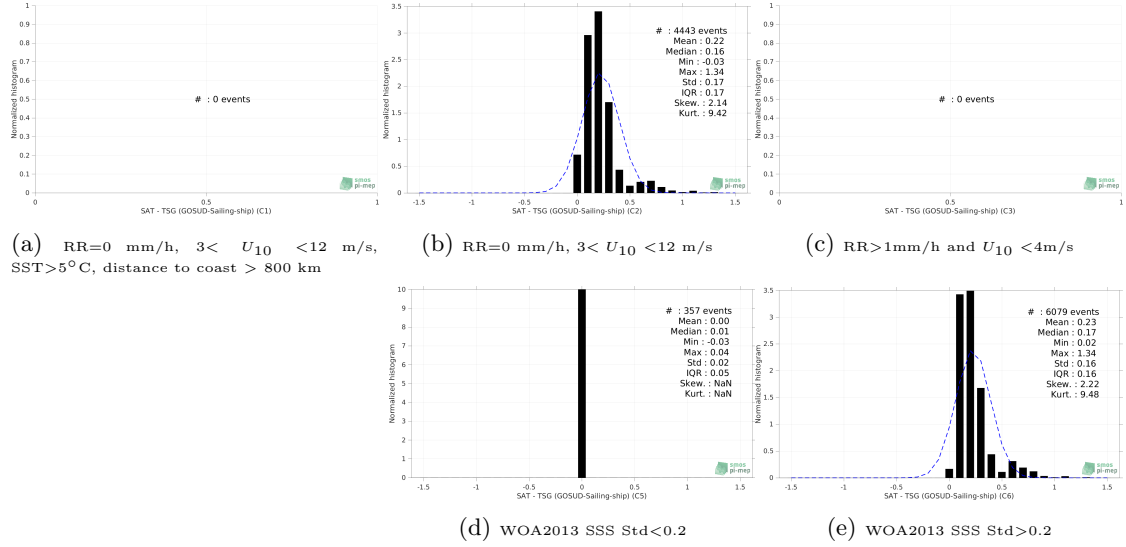 1
0.9
0.8
0.7
0.6
0.5
0.4
0.3
0.2
0.1
0
Normalized histogram
# : 0 events
0 0.5 1
SAT - TSG (GOSUD-Sailing-ship) (C1)
smos
pi-mep
(a) RR=0 mm/h, 3< U10 <12 m/s,
SST>5°C, distance to coast > 800 km
3.5
3
2.5
2
1.5
1
0.5
0
Normalized histogram
# : 4443 events
Mean : 0.22
Median : 0.16
Min : -0.03
Max : 1.34
Std : 0.17
IQR : 0.17
Skew. : 2.14
Kurt. : 9.42
-1.5 -1 -0.5 0 0.5 1 1.5
SAT - TSG (GOSUD-Sailing-ship) (C2)
smos
pi-mep
(b) RR=0 mm/h, 3< U10 <12 m/s
1
0.9
0.8
0.7
0.6
0.5
0.4
0.3
0.2
0.1
0
Normalized histogram
# : 0 events
0 0.5 1
SAT - TSG (GOSUD-Sailing-ship) (C3)
smos
pi-mep
(c) RR>1mm/h and U10 <4m/s
10
9
8
7
6
5
4
3
2
1
0
Normalized histogram
# : 357 events
Mean : 0.00
Median : 0.01
Min : -0.03
Max : 0.04
Std : 0.02
IQR : 0.05
Skew. : NaN
Kurt. : NaN
-1.5 -1 -0.5 0 0.5 1 1.5
SAT - TSG (GOSUD-Sailing-ship) (C5)
smos
pi-mep
(d) WOA2013 SSS Std<0.2
3.5
3
2.5
2
1.5
1
0.5
0
Normalized histogram
# : 6079 events
Mean : 0.23
Median : 0.17
Min : 0.02
Max : 1.34
Std : 0.16
IQR : 0.16
Skew. : 2.22
Kurt. : 9.48
-1.5 -1 -0.5 0 0.5 1 1.5
SAT - TSG (GOSUD-Sailing-ship) (C6)
smos
pi-mep
(e) WOA2013 SSS Std>0.2